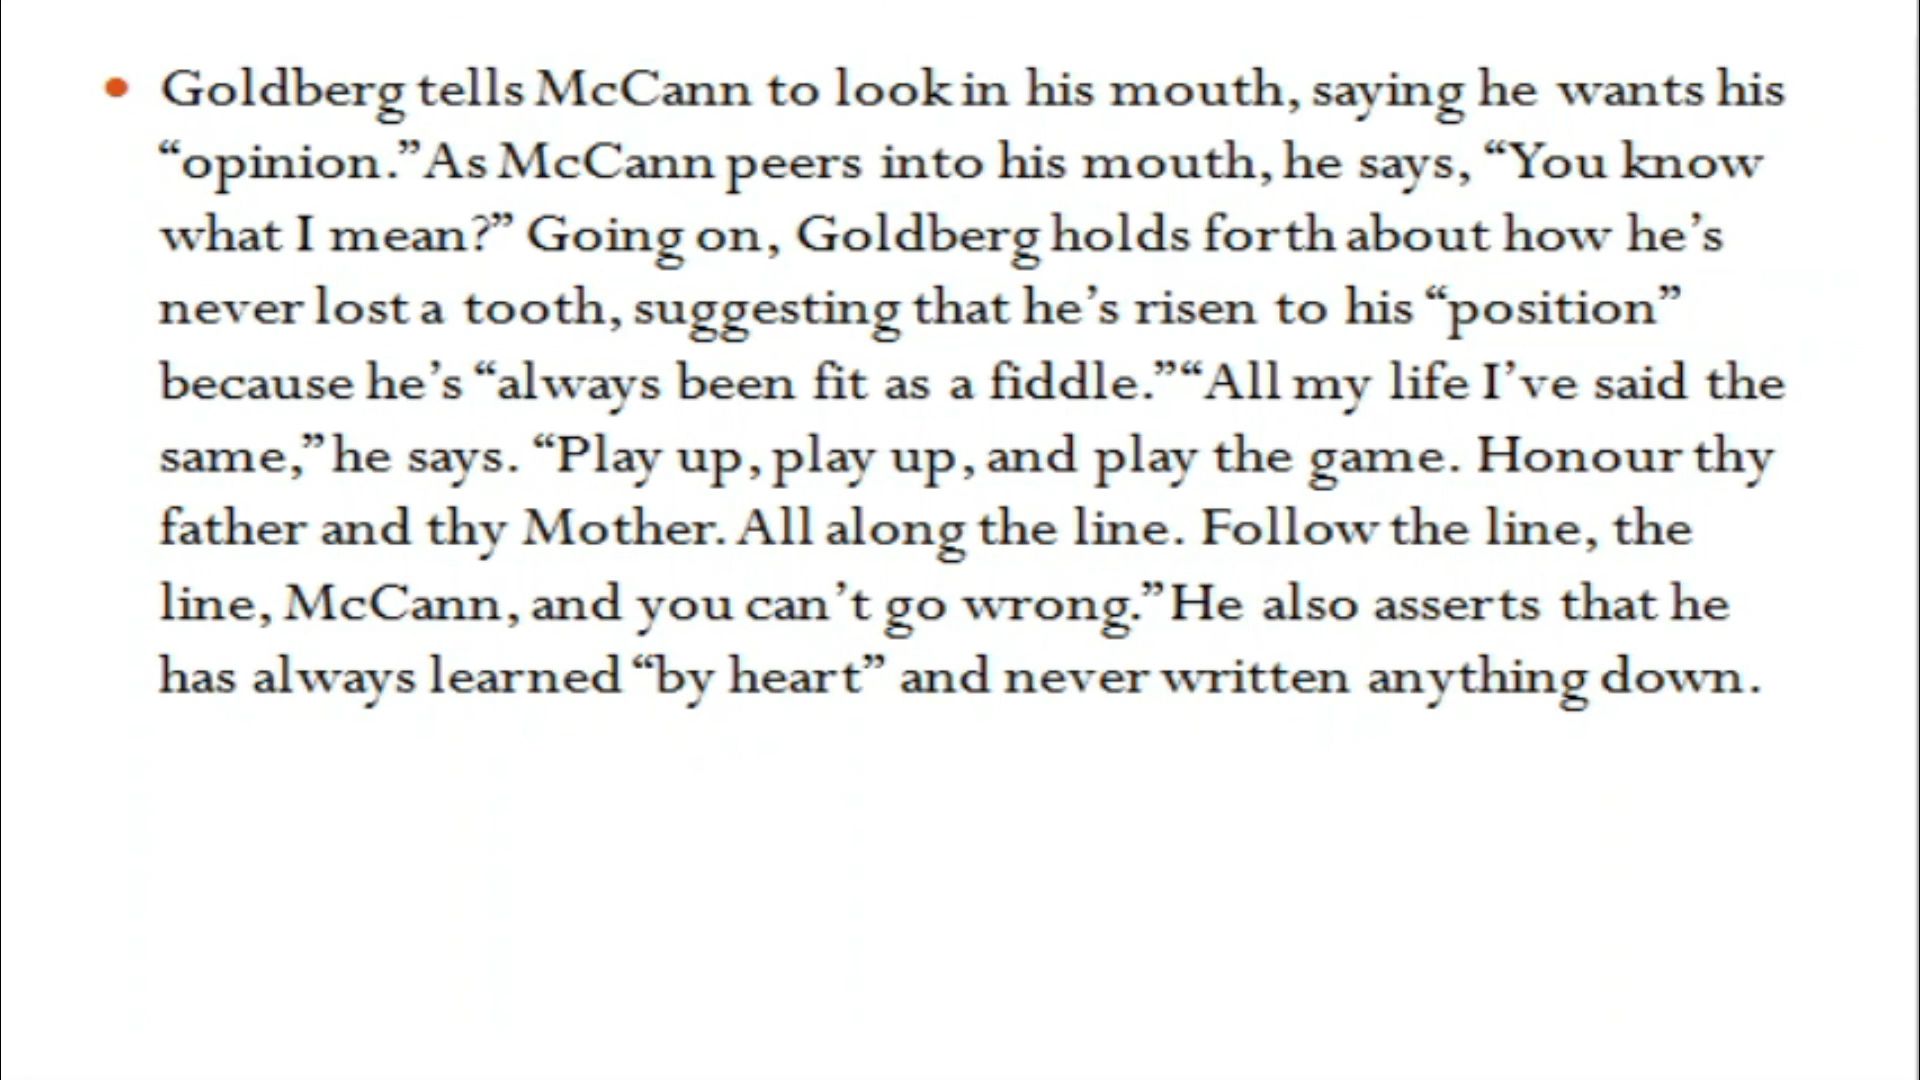 • Goldberg tells McCann to look in his mouth, saying he wants his
“opinion.” As McCann peers into his mouth, he says, “You know
what I mean?” Going on, Goldberg holds forth about how he’s
never lost a tooth, suggesting that he’s risen to his “position”
because he’s “always been fit as a fiddle.” “All my life I’ve said the
same,” he says. “Play up, play up, and play the game. Honour thy
father and thy Mother. All along the line. Follow the line, the
line, McCann, and you can’t go wrong.” He also asserts that he
has always learned “by heart” and never written anything down.